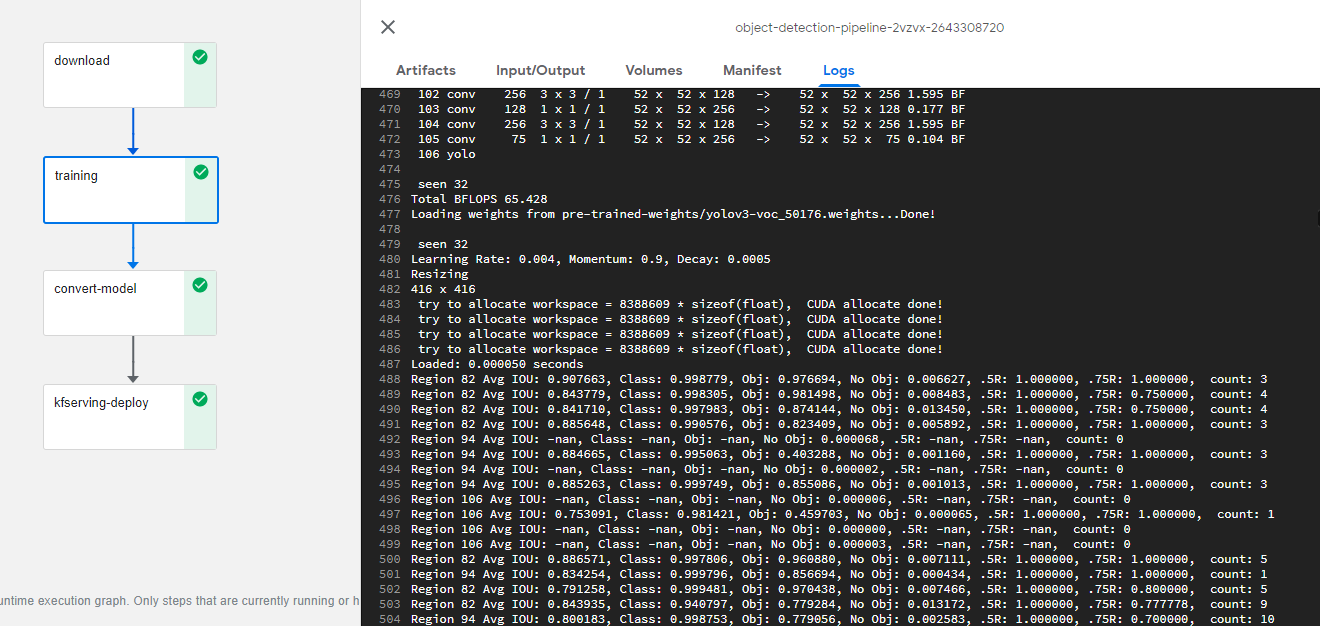 download
training
convert-model
kfserving-deploy
untime execution graph. Only steps that are currently running or h
object-detection-pipeline-2vzvx-2643308720
Artifacts Input/Output Volumes Manifest Logs
469 102 conv 256 3 x 3 / 1 52 x 52 x 128 -> 52 x 52 x 256 1.595 BF
470 103 conv 128 1 x 1 / 1 52 x 52 x 256 -> 52 x 52 x 128 0.177 BF
471 104 conv 256 3 x 3 / 1 52 x 52 x 128 -> 52 x 52 x 256 1.595 BF
472 105 conv 75 1 x 1 / 1 52 x 52 x 256 -> 52 x 52 x 75 0.104 BF
473 106 yolo
474
475 seen 32
476 Total BFLOPS 65.428
477 Loading weights from pre-trained-weights/yolov3-voc_50176.weights...Done!
478
479 seen 32
480 Learning Rate: 0.004, Momentum: 0.9, Decay: 0.0005
481 Resizing
482 416 x 416
483 try to allocate workspace = 8388609 * sizeof(float), CUDA allocate done!
484 try to allocate workspace = 8388609 * sizeof(float), CUDA allocate done!
485 try to allocate workspace = 8388609 * sizeof(float), CUDA allocate done!
486 try to allocate workspace = 8388609 * sizeof(float), CUDA allocate done!
487 Loaded: 0.000050 seconds
488 Region 82 Avg IOU: 0.907663, Class: 0.998779, Obj: 0.976694, No Obj: 0.006627, .5R: 1.000000, .75R: 1.000000, count: 3
489 Region 82 Avg IOU: 0.843779, Class: 0.998305, Obj: 0.981498, No Obj: 0.008483, .5R: 1.000000, .75R: 0.750000, count: 4
490 Region 82 Avg IOU: 0.841710, Class: 0.997983, Obj: 0.874144, No Obj: 0.013450, .5R: 1.000000, .75R: 0.750000, count: 4
491 Region 82 Avg IOU: 0.885648, Class: 0.990576, Obj: 0.823409, No Obj: 0.005892, .5R: 1.000000, .75R: 1.000000, count: 3
492 Region 94 Avg IOU: -nan, Class: -nan, Obj: -nan, No Obj: 0.000068, .5R: -nan, .75R: -nan, count: 0
493 Region 94 Avg IOU: 0.884665, Class: 0.995063, Obj: 0.403288, No Obj: 0.001160, .5R: 1.000000, .75R: 1.000000, count: 3
494 Region 94 Avg IOU: -nan, Class: -nan, Obj: -nan, No Obj: 0.000002, .5R: -nan, .75R: -nan, count: 0
495 Region 94 Avg IOU: 0.885263, Class: 0.999749, Obj: 0.855086, No Obj: 0.001013, .5R: 1.000000, .75R: 1.000000, count: 3
496 Region 106 Avg IOU: -nan, Class: -nan, Obj: -nan, No Obj: 0.000006, .5R: -nan, .75R: -nan, count: 0
497 Region 106 Avg IOU: 0.753091, Class: 0.981421, Obj: 0.459703, No Obj: 0.000065, .5R: 1.000000, .75R: 1.000000, count: 1
498 Region 106 Avg IOU: -nan, Class: -nan, Obj: -nan, No Obj: 0.000000, .5R: -nan, .75R: -nan, count: 0
499 Region 106 Avg IOU: -nan, Class: -nan, Obj: -nan, No Obj: 0.000003, .5R: -nan, .75R: -nan, count: 0
500 Region 82 Avg IOU: 0.886571, Class: 0.997806, Obj: 0.960880, No Obj: 0.007111, .5R: 1.000000, .75R: 1.000000, count: 5
501 Region 94 Avg IOU: 0.834254, Class: 0.999796, Obj: 0.856694, No Obj: 0.000434, .5R: 1.000000, .75R: 1.000000, count: 1
502 Region 82 Avg IOU: 0.791258, Class: 0.999481, Obj: 0.970438, No Obj: 0.007466, .5R: 1.000000, .75R: 0.800000, count: 5
503 Region 82 Avg IOU: 0.843935, Class: 0.940797, Obj: 0.779284, No Obj: 0.013172, .5R: 1.000000, .75R: 0.777778, count: 9
504 Region 94 Avg IOU: 0.800183, Class: 0.998753, Obj: 0.779056, No Obj: 0.002583, .5R: 1.000000, .75R: 0.700000, count: 10